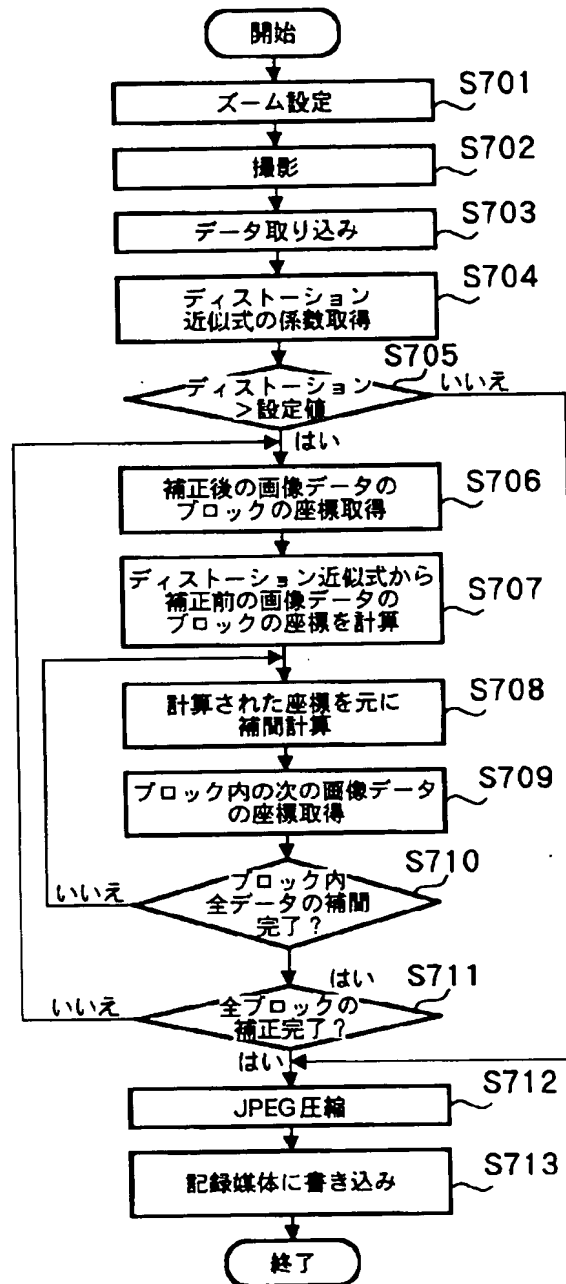 開始
ズーム設定
S701
撮影
S702
データ取り込み
S703
ディストーション
近似式の係数取得
S704
ディストーション
>設定値
S705
いいえ
はい
補正後の画像データの
ブロックの座標取得
S706
ディストーション近似式から
補正前の画像データの
ブロックの座標を計算
S707
計算された座標を元に
補間計算
S708
ブロック内の次の画像データ
の座標取得
S709
ブロック内
全データの補間
完了?
S710
いいえ
はい
全ブロックの
補正完了?
S711
いいえ
はい
JPEG圧縮
S712
記録媒体に書き込み
S713
終了